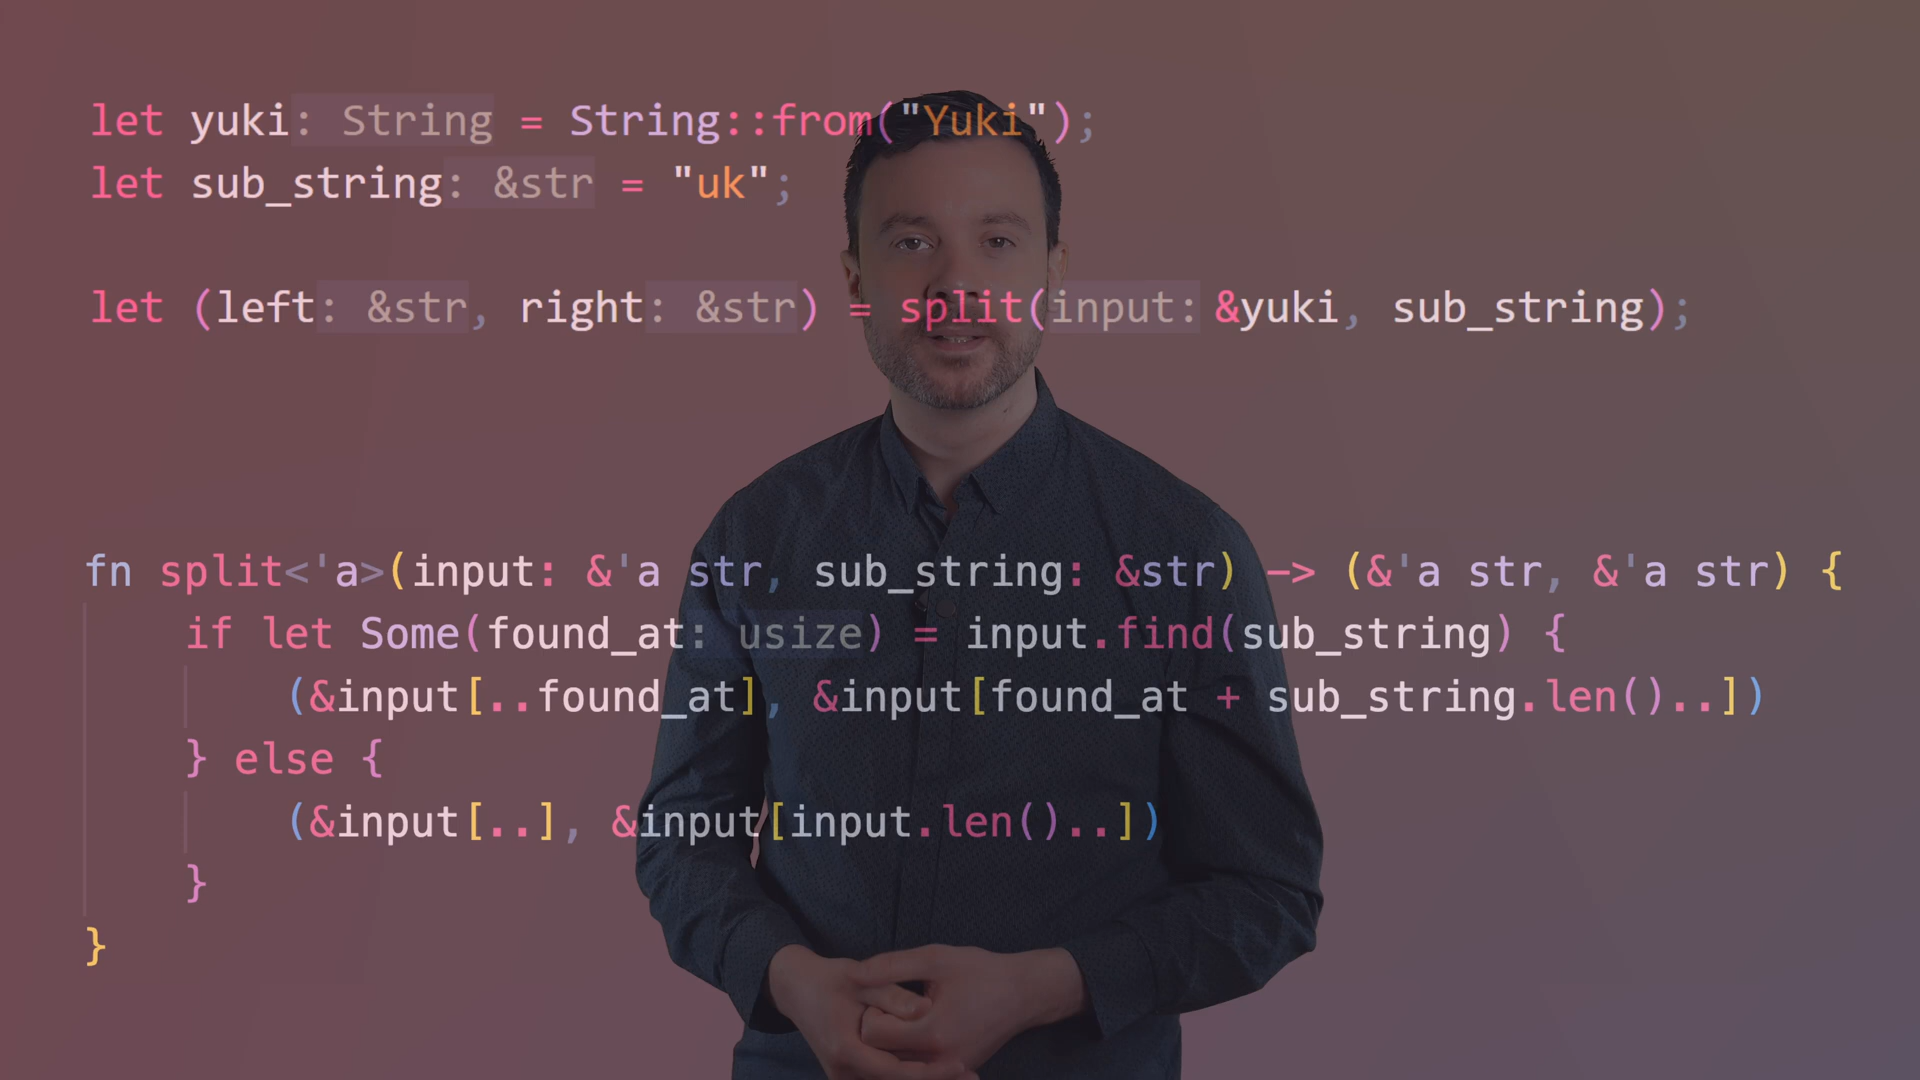 let yuki: String = String::from("Yuki");
let sub_string: &str = "uk";
let (left: &str, right: &str) = split(input: &yuki, sub_string);
fn split<'a>(input: &'a str, sub_string: &str) -> (&'a str, &'a str) {
if let Some(found_at: usize) = input.find(sub_string) {
(&input[..found_at], &input[found_at + sub_string.len()..])
} else {
(&input[..], &input[input.len()..])
}
}